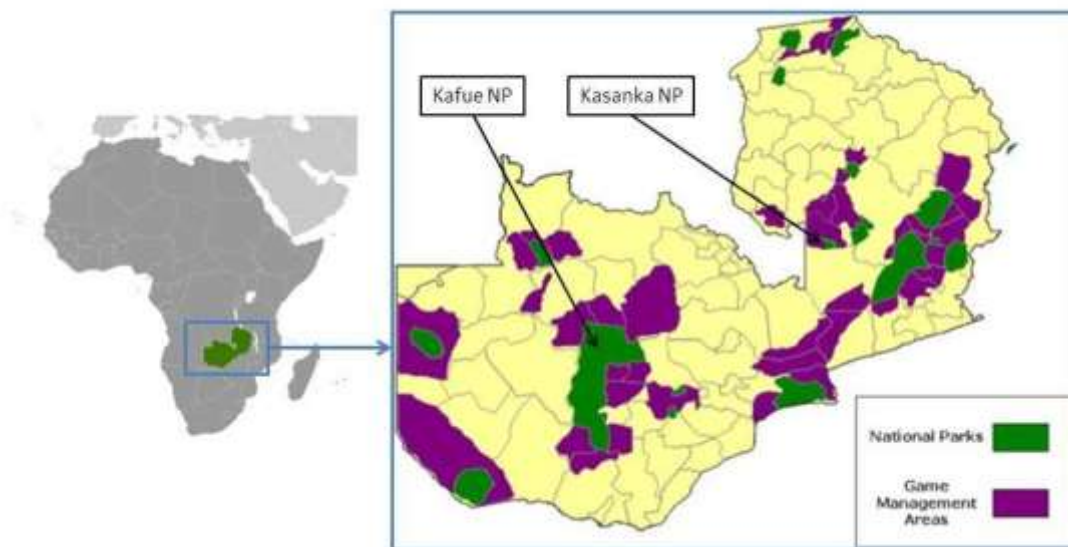 Kafue NP
Kasanka NP
National Parks
Game
Management
Areas